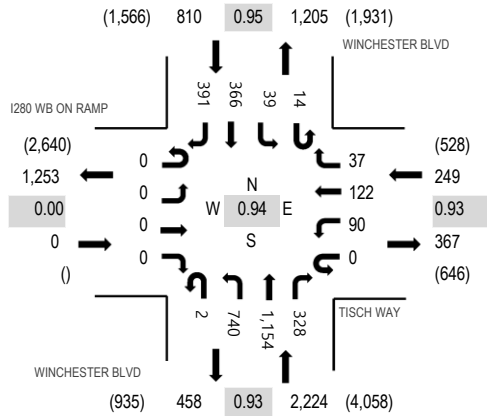 (1,566) 810 0.95 1,205 (1,931)
WINCHESTER BLVD
391 366 39 14
I280 WB ON RAMP
(2,640) 0 37 (528)
1,253 0 N 122 249
0.00 W 0.94 E 0.93
0 0 S 90 367
() 0 0 (646)
2 740 1,154 328
TISCH WAY
WINCHESTER BLVD
(935) 458 0.93 2,224 (4,058)